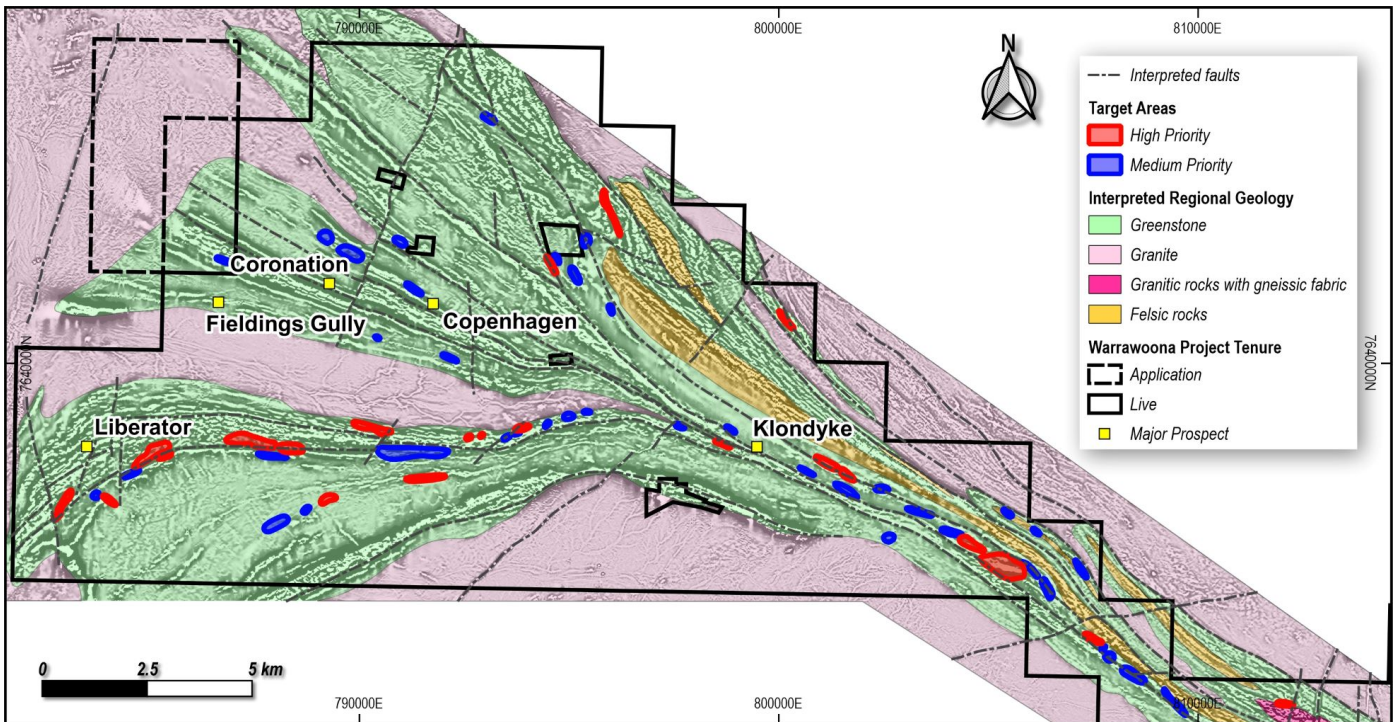 790000E
800000E
810000E
N
Interpreted faults
Target Areas
High Priority
Medium Priority
Interpreted Regional Geology
Greenstone
Granite
Granitic rocks with gneissic fabric
Felsic rocks
Warrawoona Project Tenure
Application
Live
Major Prospect
Coronation
Fieldings Gully
Copenhagen
7640000N
7640000N
Liberator
Klondyke
0
2.5
5 km
790000E
800000E
810000E